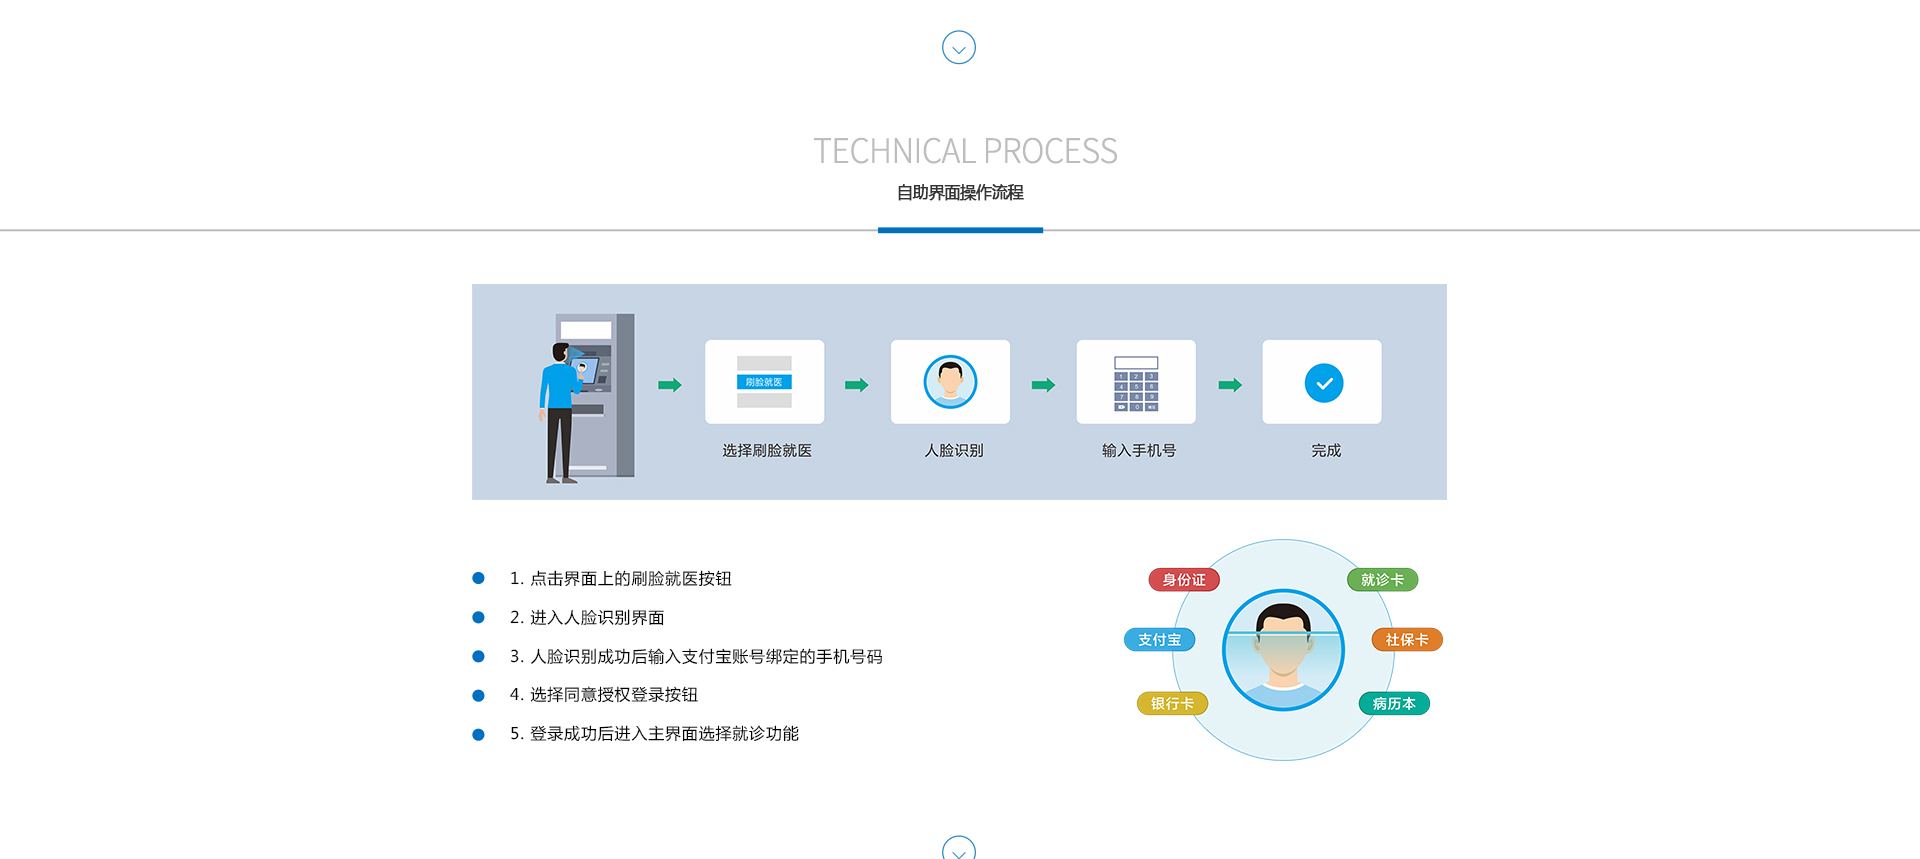 TECHNICAL PROCESS
自助界面操作流程
刷脸就医
1 2 3
4 5 6
7 8 9
0
选择刷脸就医
人脸识别
输入手机号
完成
1. 点击界面上的刷脸就医按钮
2. 进入人脸识别界面
3. 人脸识别成功后输入支付宝账号绑定的手机号码
4. 选择同意授权登录按钮
5. 登录成功后进入主界面选择就诊功能
身份证
就诊卡
支付宝
社保卡
银行卡
病历本